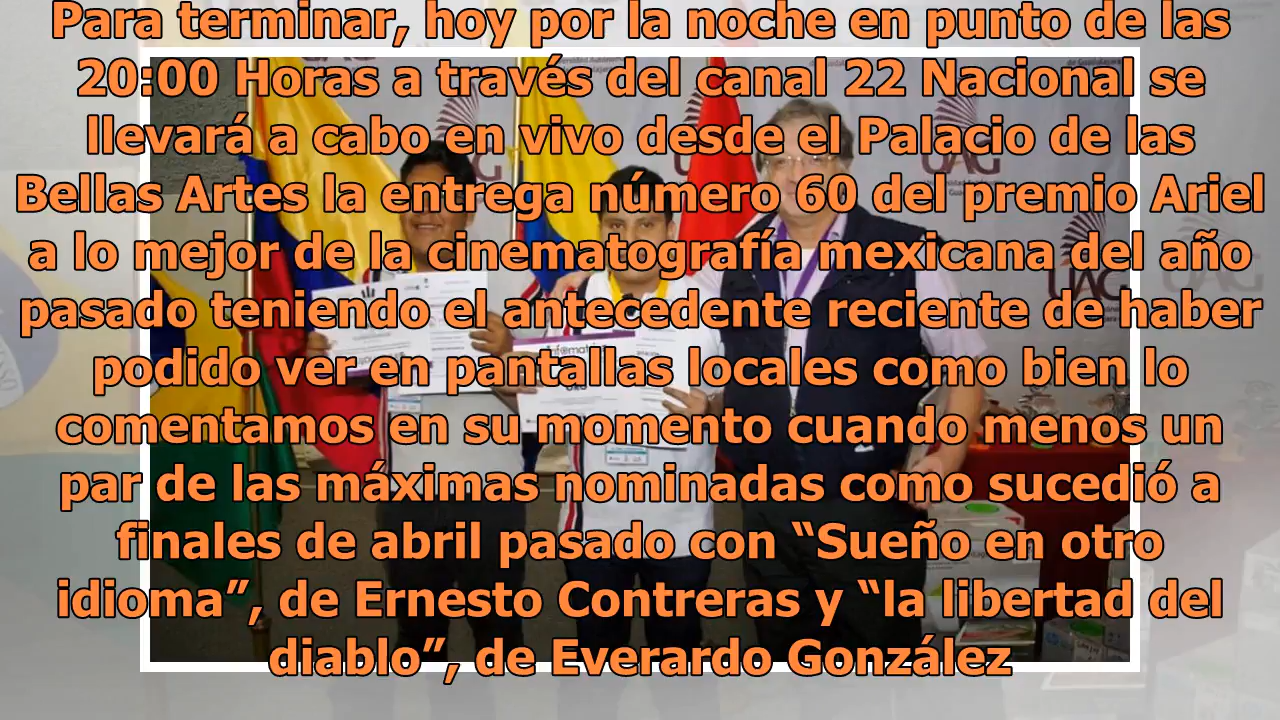 Para terminar, hoy por la noche en punto de las
20:00 Horas a través del canal 22 Nacional se
llevará a cabo en vivo desde el Palacio de las
Bellas Artes la entrega número 60 del premio Ariel
a lo mejor de la cinematografía mexicana del año
pasado teniendo el antecedente reciente de haber
podido ver en pantallas locales como bien lo
comentamos en su momento cuando menos un
par de las máximas nominadas como sucedió a
finales de abril pasado con “Sueño en otro
idioma”, de Ernesto Contreras y “la libertad del
diablo”, de Everardo González
UAG
UAG